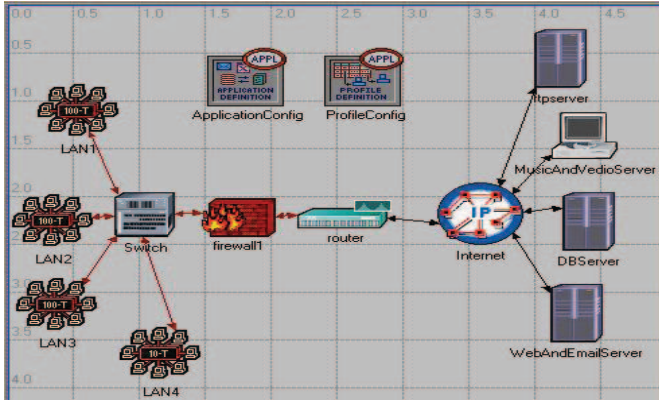 0.0 0.5 1.0 1.5 2.0 2.5 3.0 3.5 4.0 4.5
0.5
1.0
1.5
2.0
3.0
3.5
4.0
APPL
APPLICATION
DEFINITION
ApplicationConfig
APPL
PROFILE
DEFINITION
ProfileConfig
ftpserver
100-T
LAN1
MusicAndVedioServer
100-T
LAN2
Switch
firewall1
router
IP
Internet
DBServer
100-T
LAN3
10-T
LAN4
WebAndEmailServer